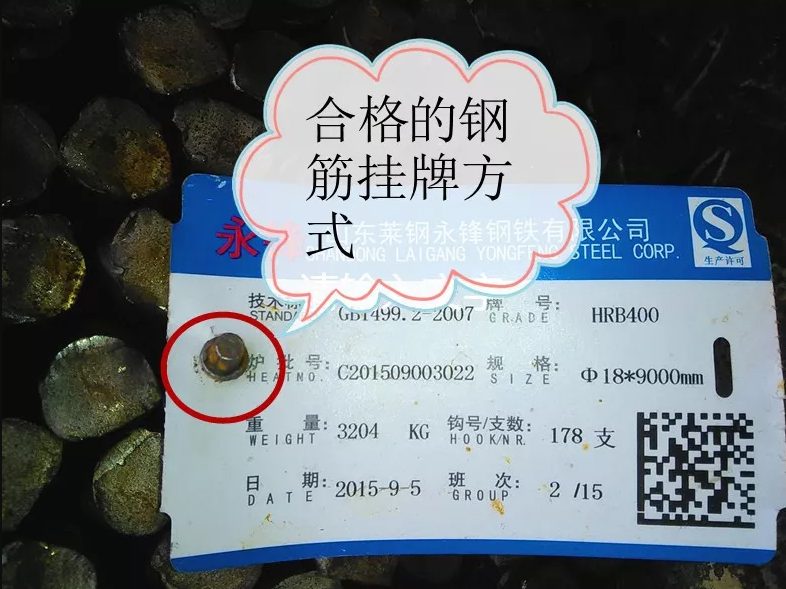 合格的钢
筋挂牌方
式
永
东莱钢永锋钢铁有限公司
SHANDONG LAIGANG YONGFENG STEEL CORP.
S
生产许可
技术标
STANDA
GB1499.2-2007
牌 号:
GRADE
HRB400
炉批号:
HEATNO.
C201509003022
规 格:
SIZE
Φ18*9000mm
重 量:
WEIGHT
3204 KG
钩号/支数:
HOOK/NR.
178 支
日 期:
DATE
2015-9-5
班 次:
GROUP
2 /15